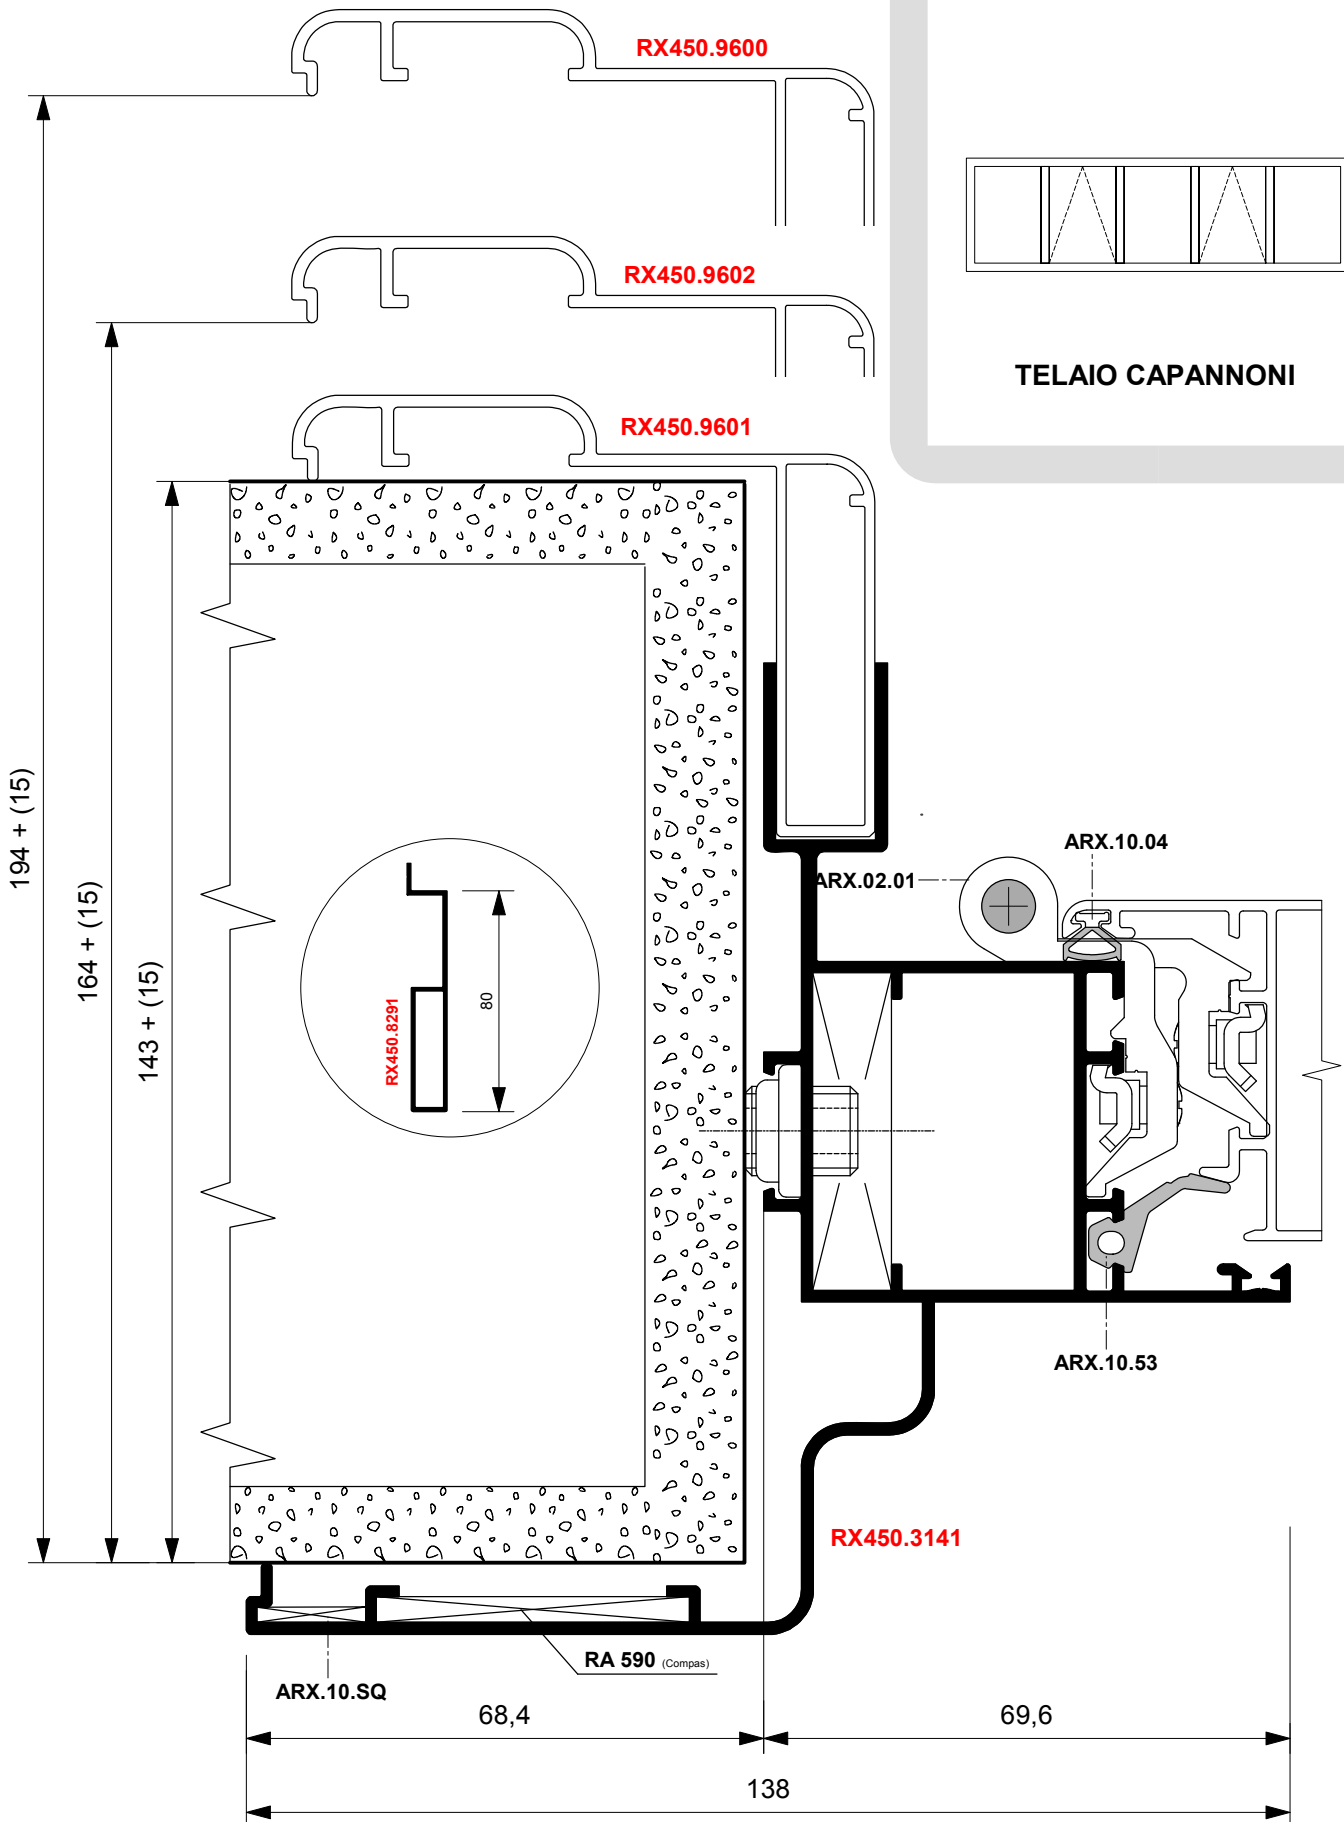 RX450.9600
RX450.9602
TELAIO CAPANNONI
RX450.9601
194 + (15)
164 + (15)
143 + (15)
ARX.10.04
ARX.02.01
RX450.8291
80
ARX.10.53
RX450.3141
RA 590 (Compas)
ARX.10.SQ
68,4
69,6
138